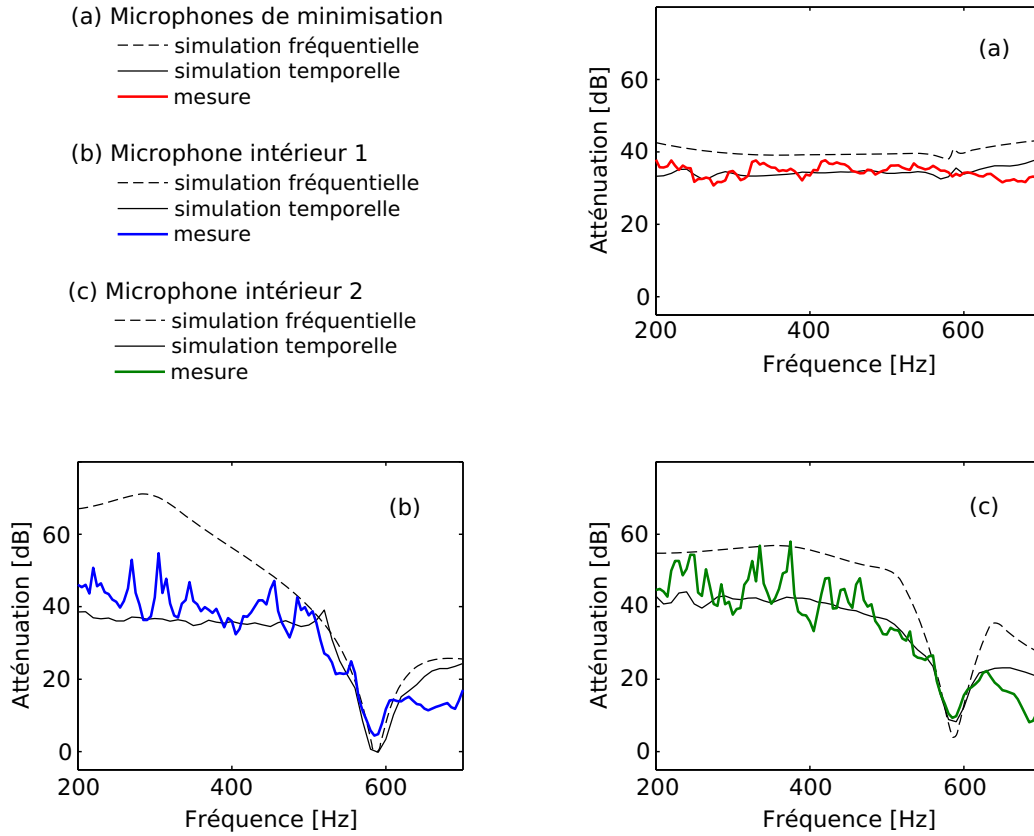 (a) Microphones de minimisation
simulation fréquentielle
simulation temporelle
mesure
(b) Microphone intérieur 1
simulation fréquentielle
simulation temporelle
mesure
(c) Microphone intérieur 2
simulation fréquentielle
simulation temporelle
mesure
(a)
Atténuation [dB]
60
40
20
0
200
400
600
Fréquence [Hz]
(b)
Atténuation [dB]
60
40
20
0
200
400
600
Fréquence [Hz]
(c)
Atténuation [dB]
60
40
20
0
200
400
600
Fréquence [Hz]